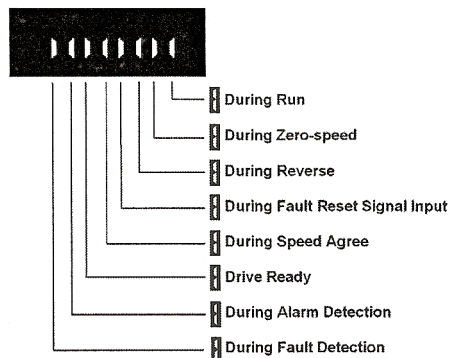 During Run
During Zero-speed
During Reverse
During Fault Reset Signal Input
During Speed Agree
Drive Ready
During Alarm Detection
During Fault Detection